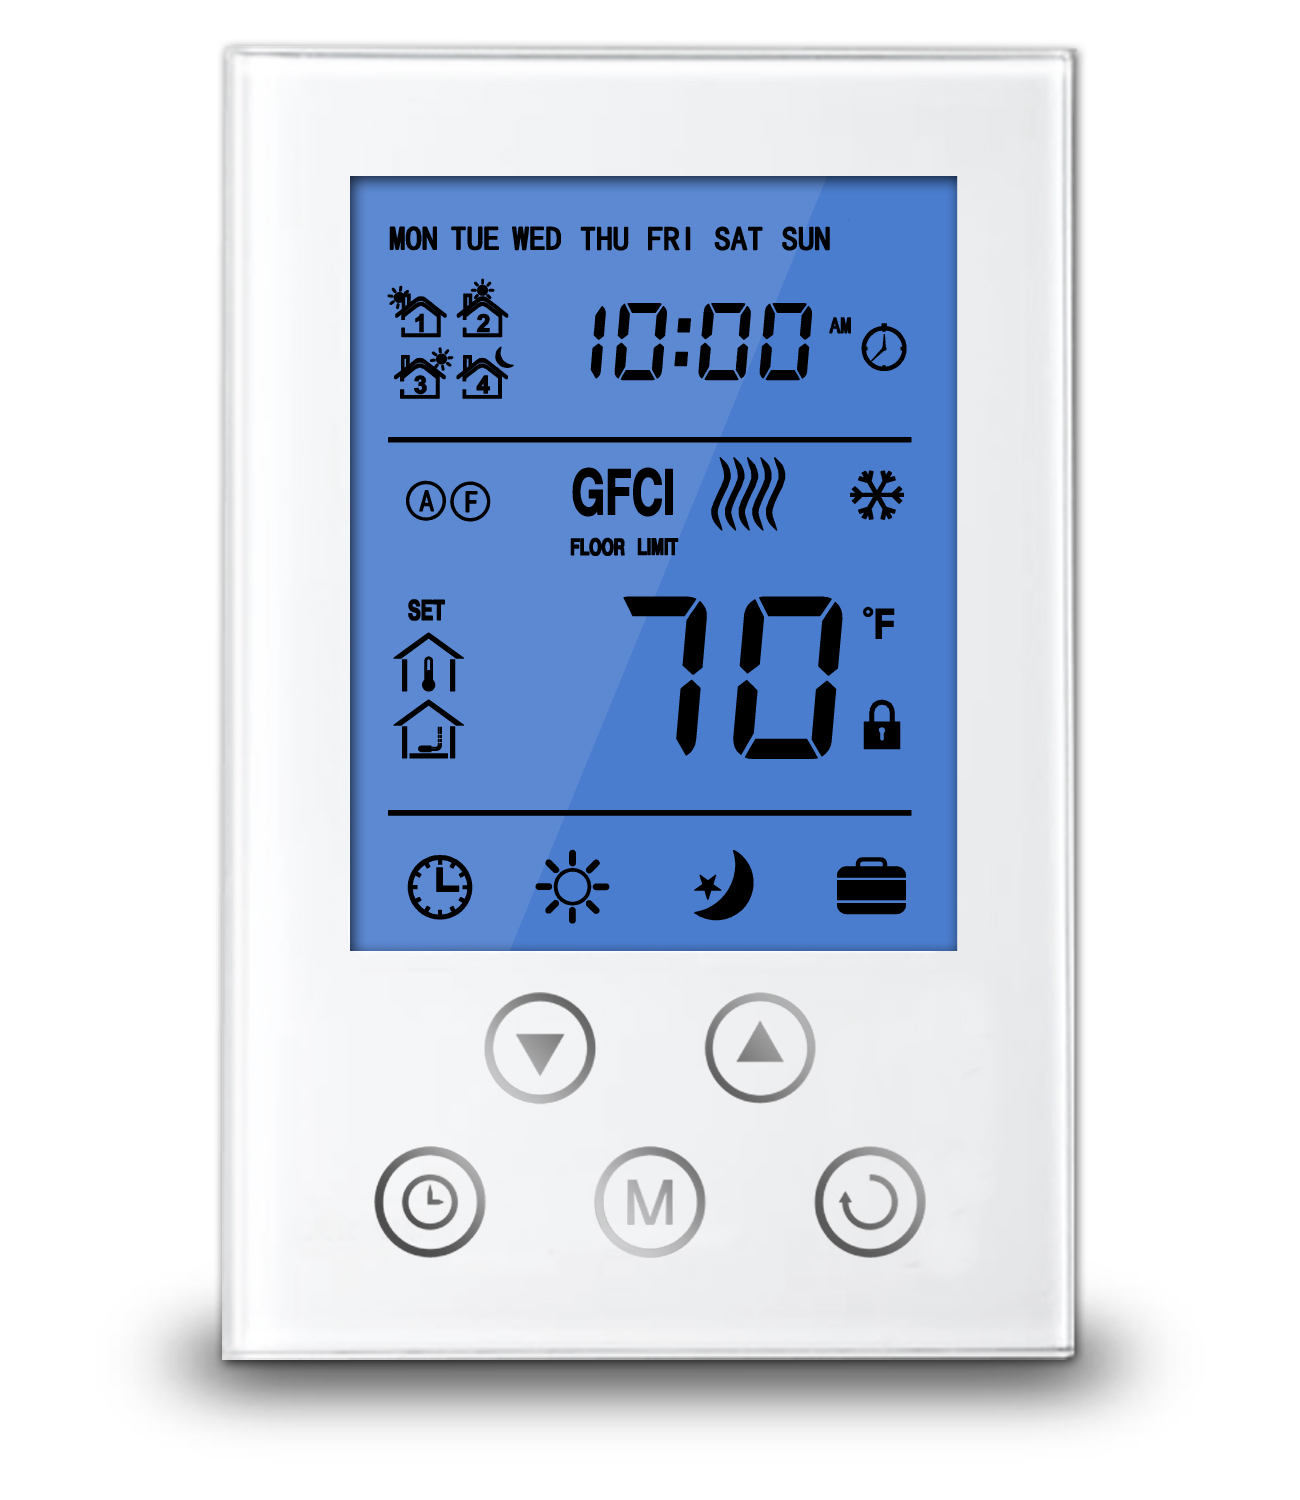 MON TUE WED THU FRI SAT SUN
1 2
10:00 AM
3 4
A F
GFCI
FLOOR LIMIT
SET
70 °F
M